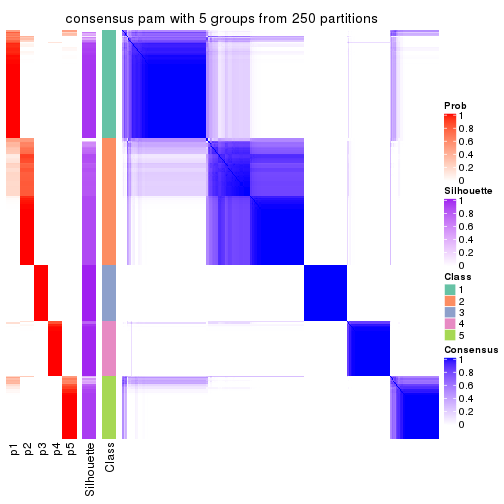 consensus pam with 5 groups from 250 partitions
Prob
1
0.8
0.6
0.4
0.2
0
Silhouette
1
0.8
0.6
0.4
0.2
0
Class
1
2
3
4
5
Consensus
1
0.8
0.6
0.4
0.2
0
p1
p2
p3
p4
p5
Silhouette
Class